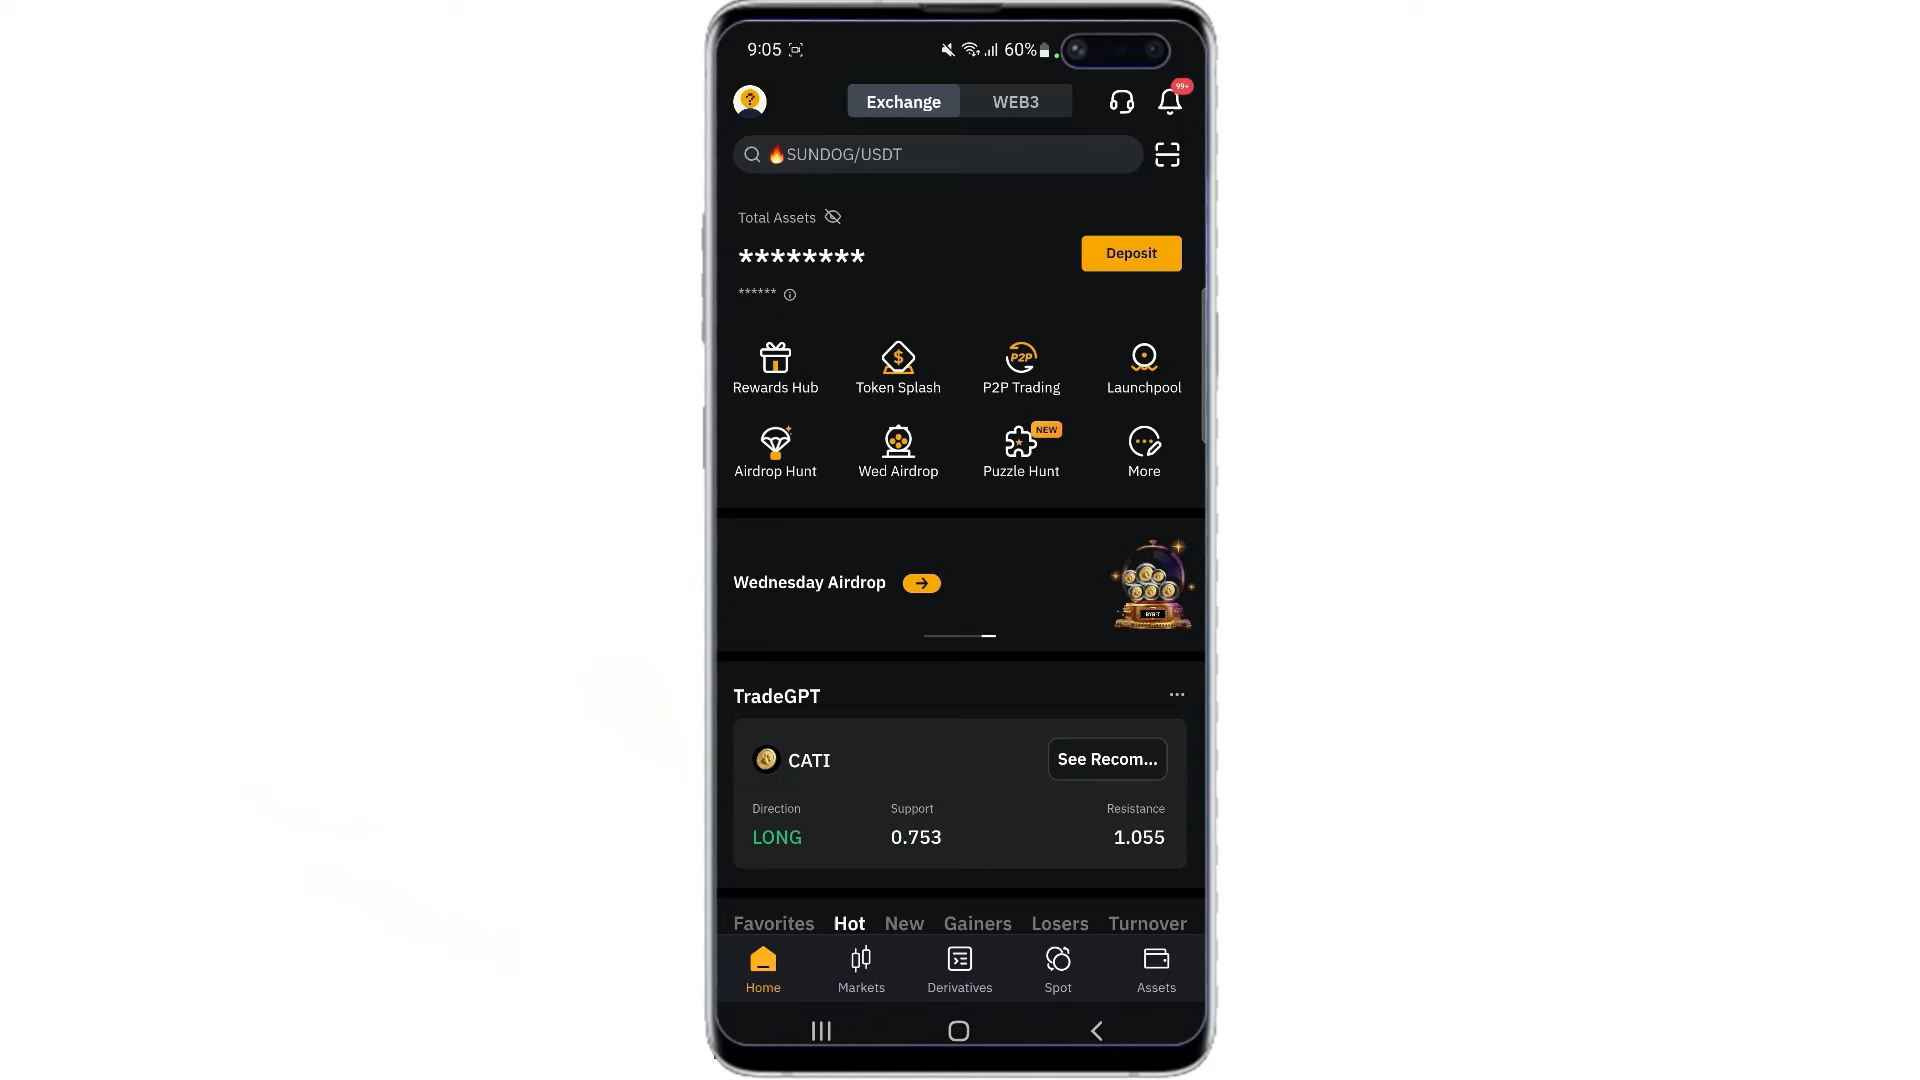 9:05 60%
Exchange WEB3 99+
🔥SUNDOG/USDT
Total Assets
******** Deposit
******
Rewards Hub Token Splash P2P P2P Trading Launchpool
NEW
Airdrop Hunt Wed Airdrop Puzzle Hunt More
Wednesday Airdrop
BYBIT
TradeGPT ...
CATI See Recom...
Direction Support Resistance
LONG 0.753 1.055
Favorites Hot New Gainers Losers Turnover
Home Markets Derivatives Spot Assets